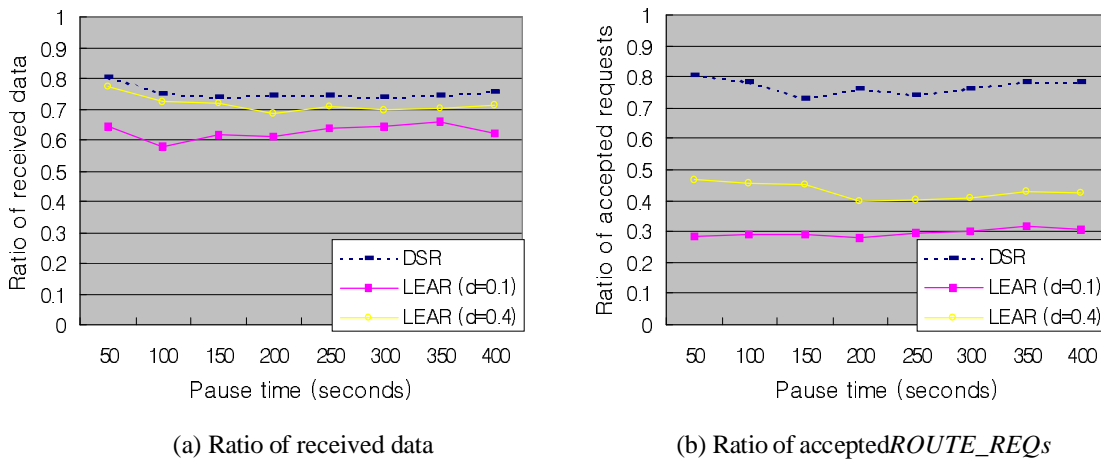 Ratio of received data
1
0.9
0.8
0.7
0.6
0.5
0.4
0.3
0.2
0.1
0
DSR
LEAR (d=0.1)
LEAR (d=0.4)
50 100 150 200 250 300 350 400
Pause time (seconds)
(a) Ratio of received data
Ratio of accepted requests
1
0.9
0.8
0.7
0.6
0.5
0.4
0.3
0.2
0.1
0
DSR
LEAR (d=0.1)
LEAR (d=0.4)
50 100 150 200 250 300 350 400
Pause time (seconds)
(b) Ratio of acceptedROUTE_REQs